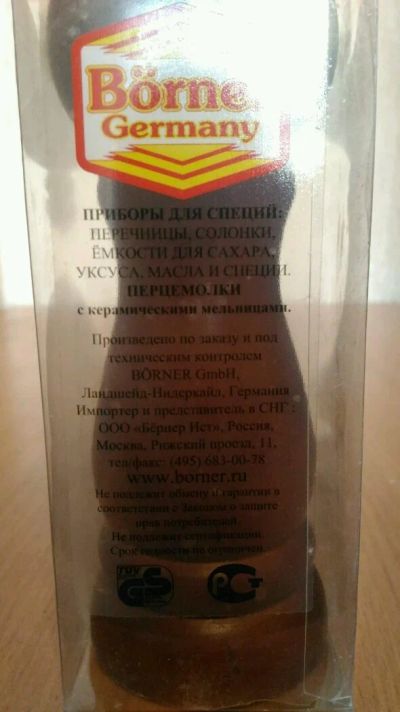 Börner
Germany
ПРИБОРЫ ДЛЯ СПЕЦИЙ:
ПЕРЕЧНИЦЫ, СОЛОНКИ,
ЁМКОСТИ ДЛЯ САХАРА,
УКСУСА, МАСЛА И СПЕЦИЙ.
ПЕРЦЕМОЛКИ
с керамическими мельницами.
Произведено по заказу и под
техническим контролем
BÖRNER GmbH,
Ландшейд-Нидеркайл, Германия
Импортер и представитель в СНГ :
ООО «Бёрнер Ист», Россия,
Москва, Рижский проезд, 11,
тел/факс: (495) 683-00-78
www.borner.ru
Не подлежит обмену и гарантии в
соответствии с Законом о защите
прав потребителей.
Не подлежит сертификации.
Срок годности не ограничен.
TUV
GS
РСТ